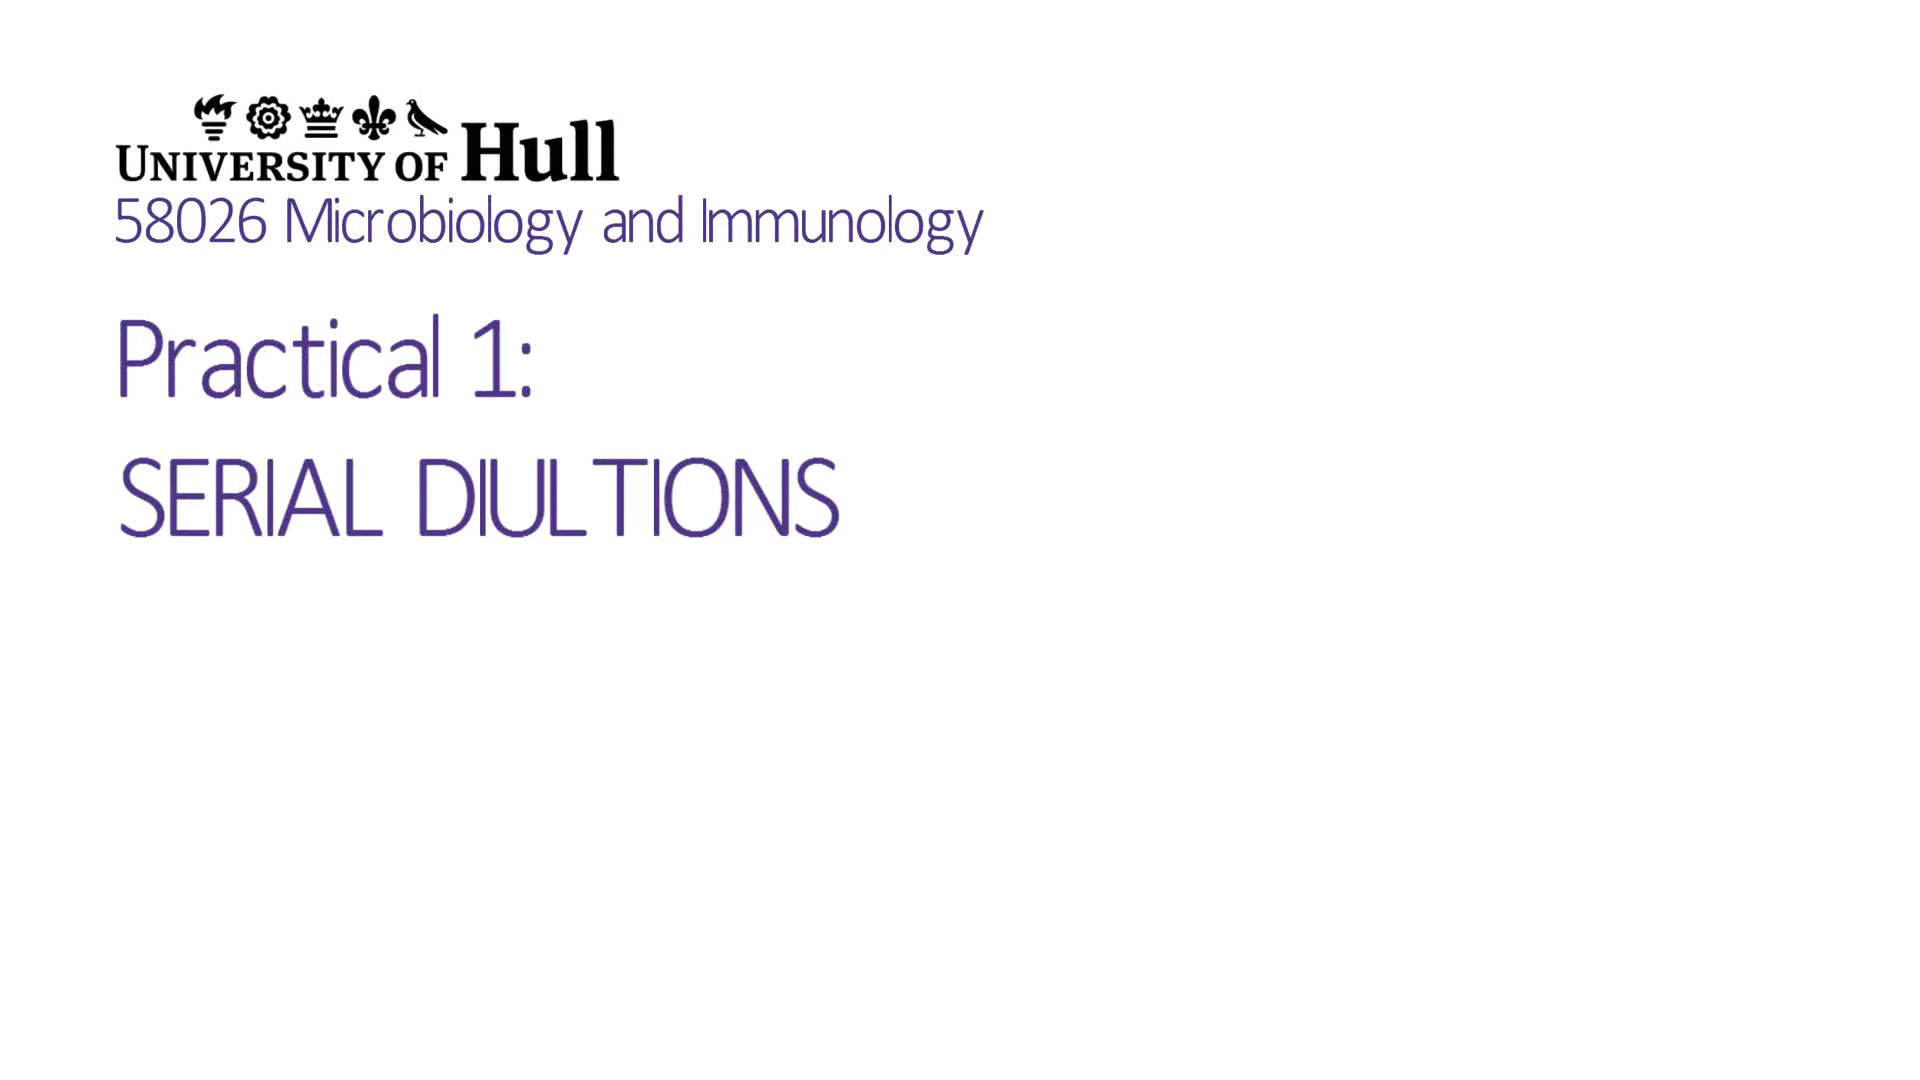 UNIVERSITY OF Hull
58026 Microbiology and Immunology
Practical 1:
SERIAL DIULTIONS